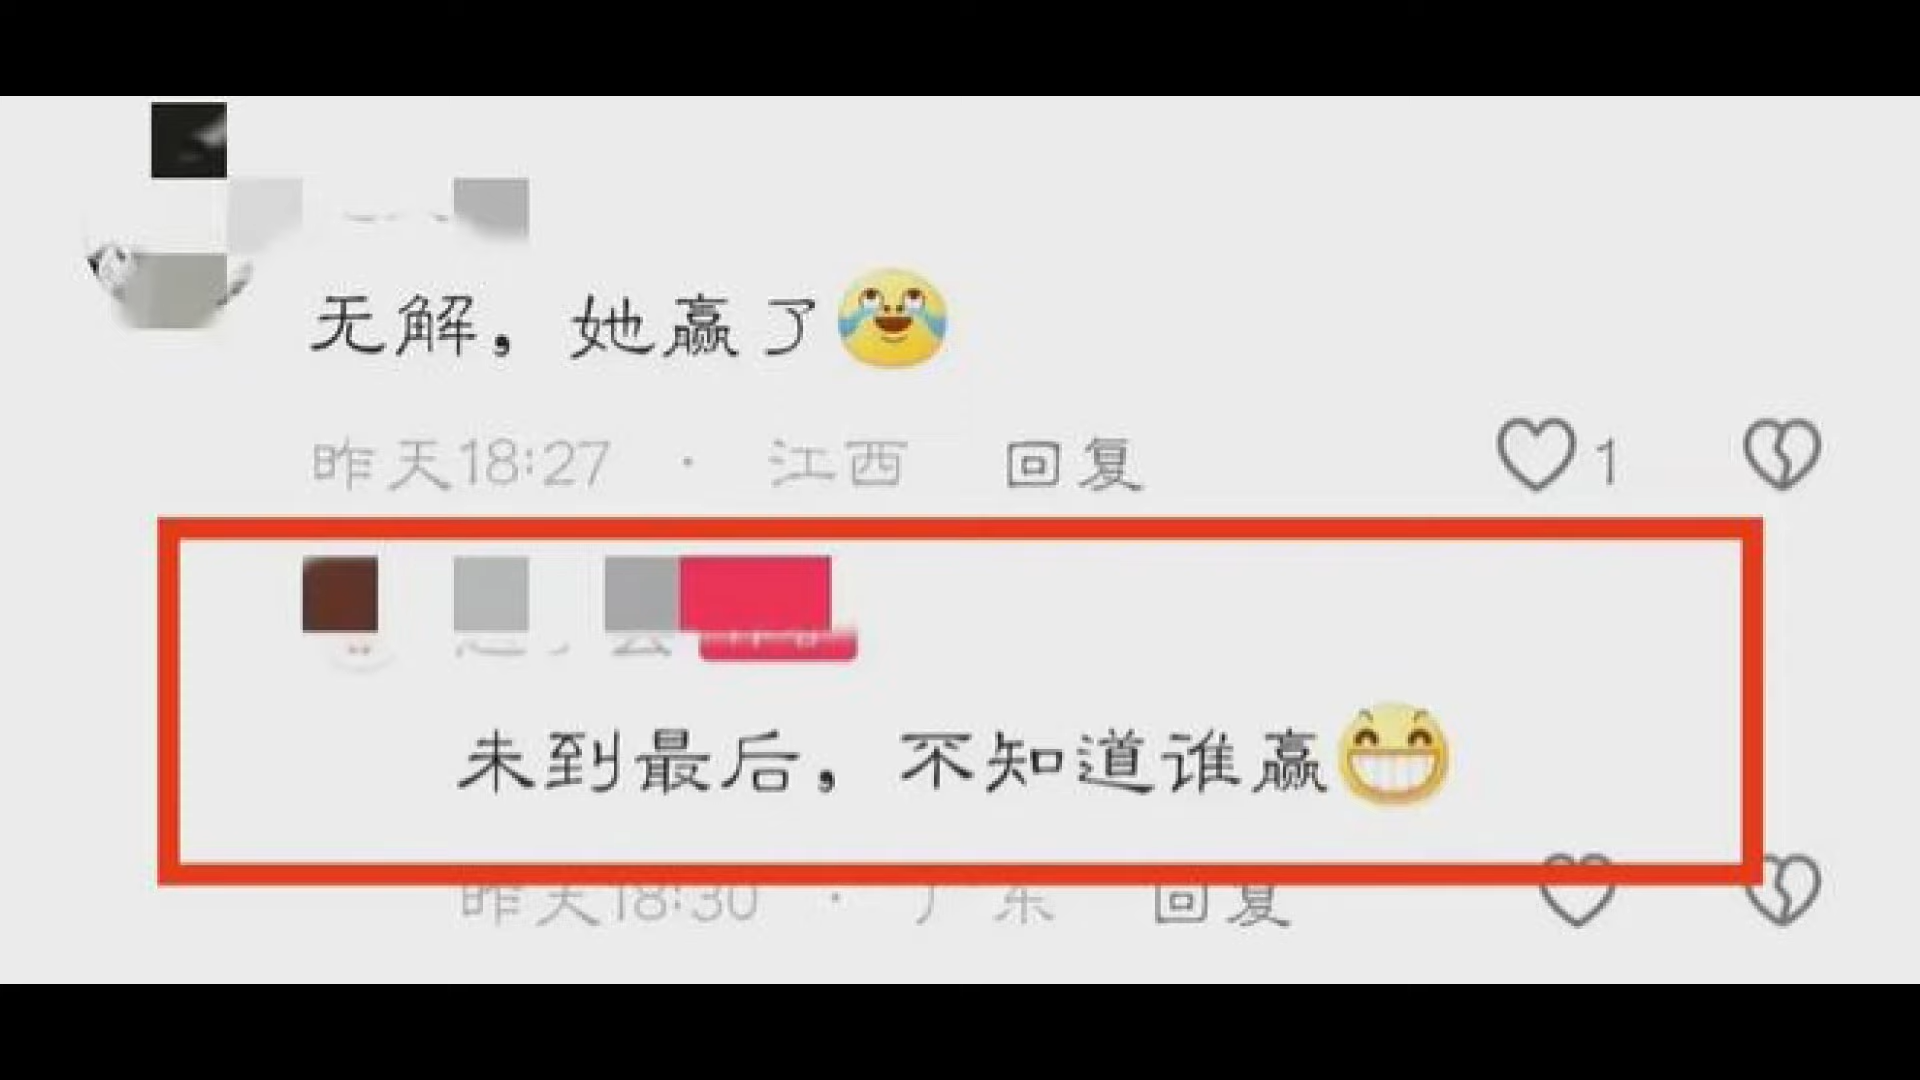 无解，她赢了
昨天18:27 · 江西 回复
1
未到最后，不知道谁赢
昨天18:30 · 广东 回复